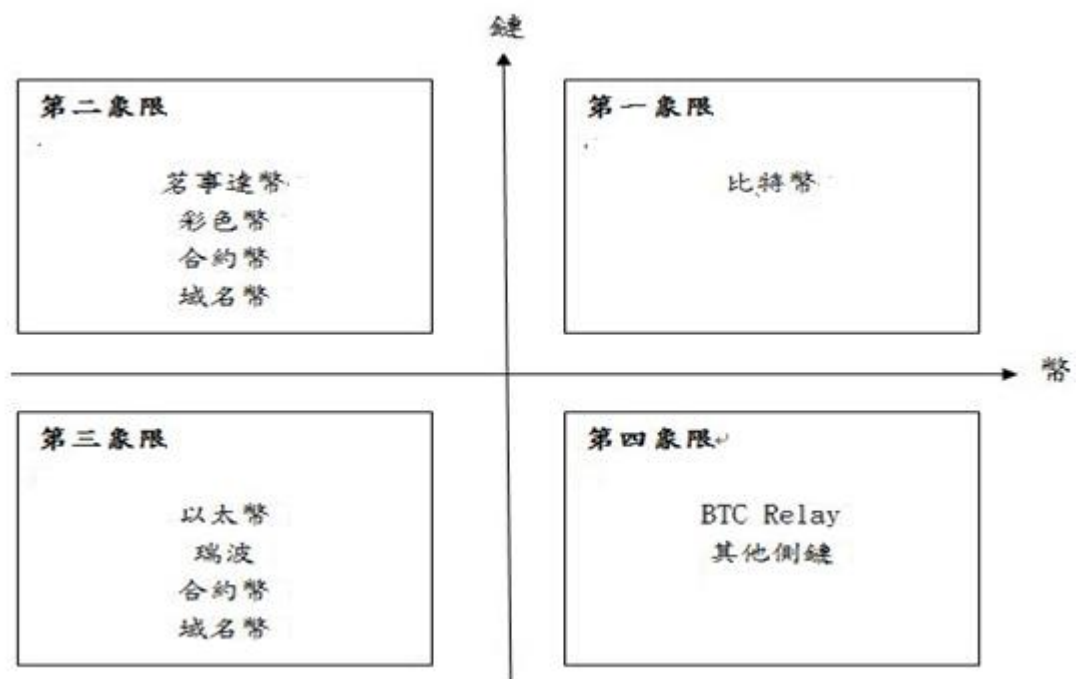 鏈
第二象限
茗事達幣
彩色幣
合約幣
域名幣
第一象限
比特幣
幣
第三象限
以太幣
瑞波
合約幣
域名幣
第四象限
BTC Relay
其他側鏈